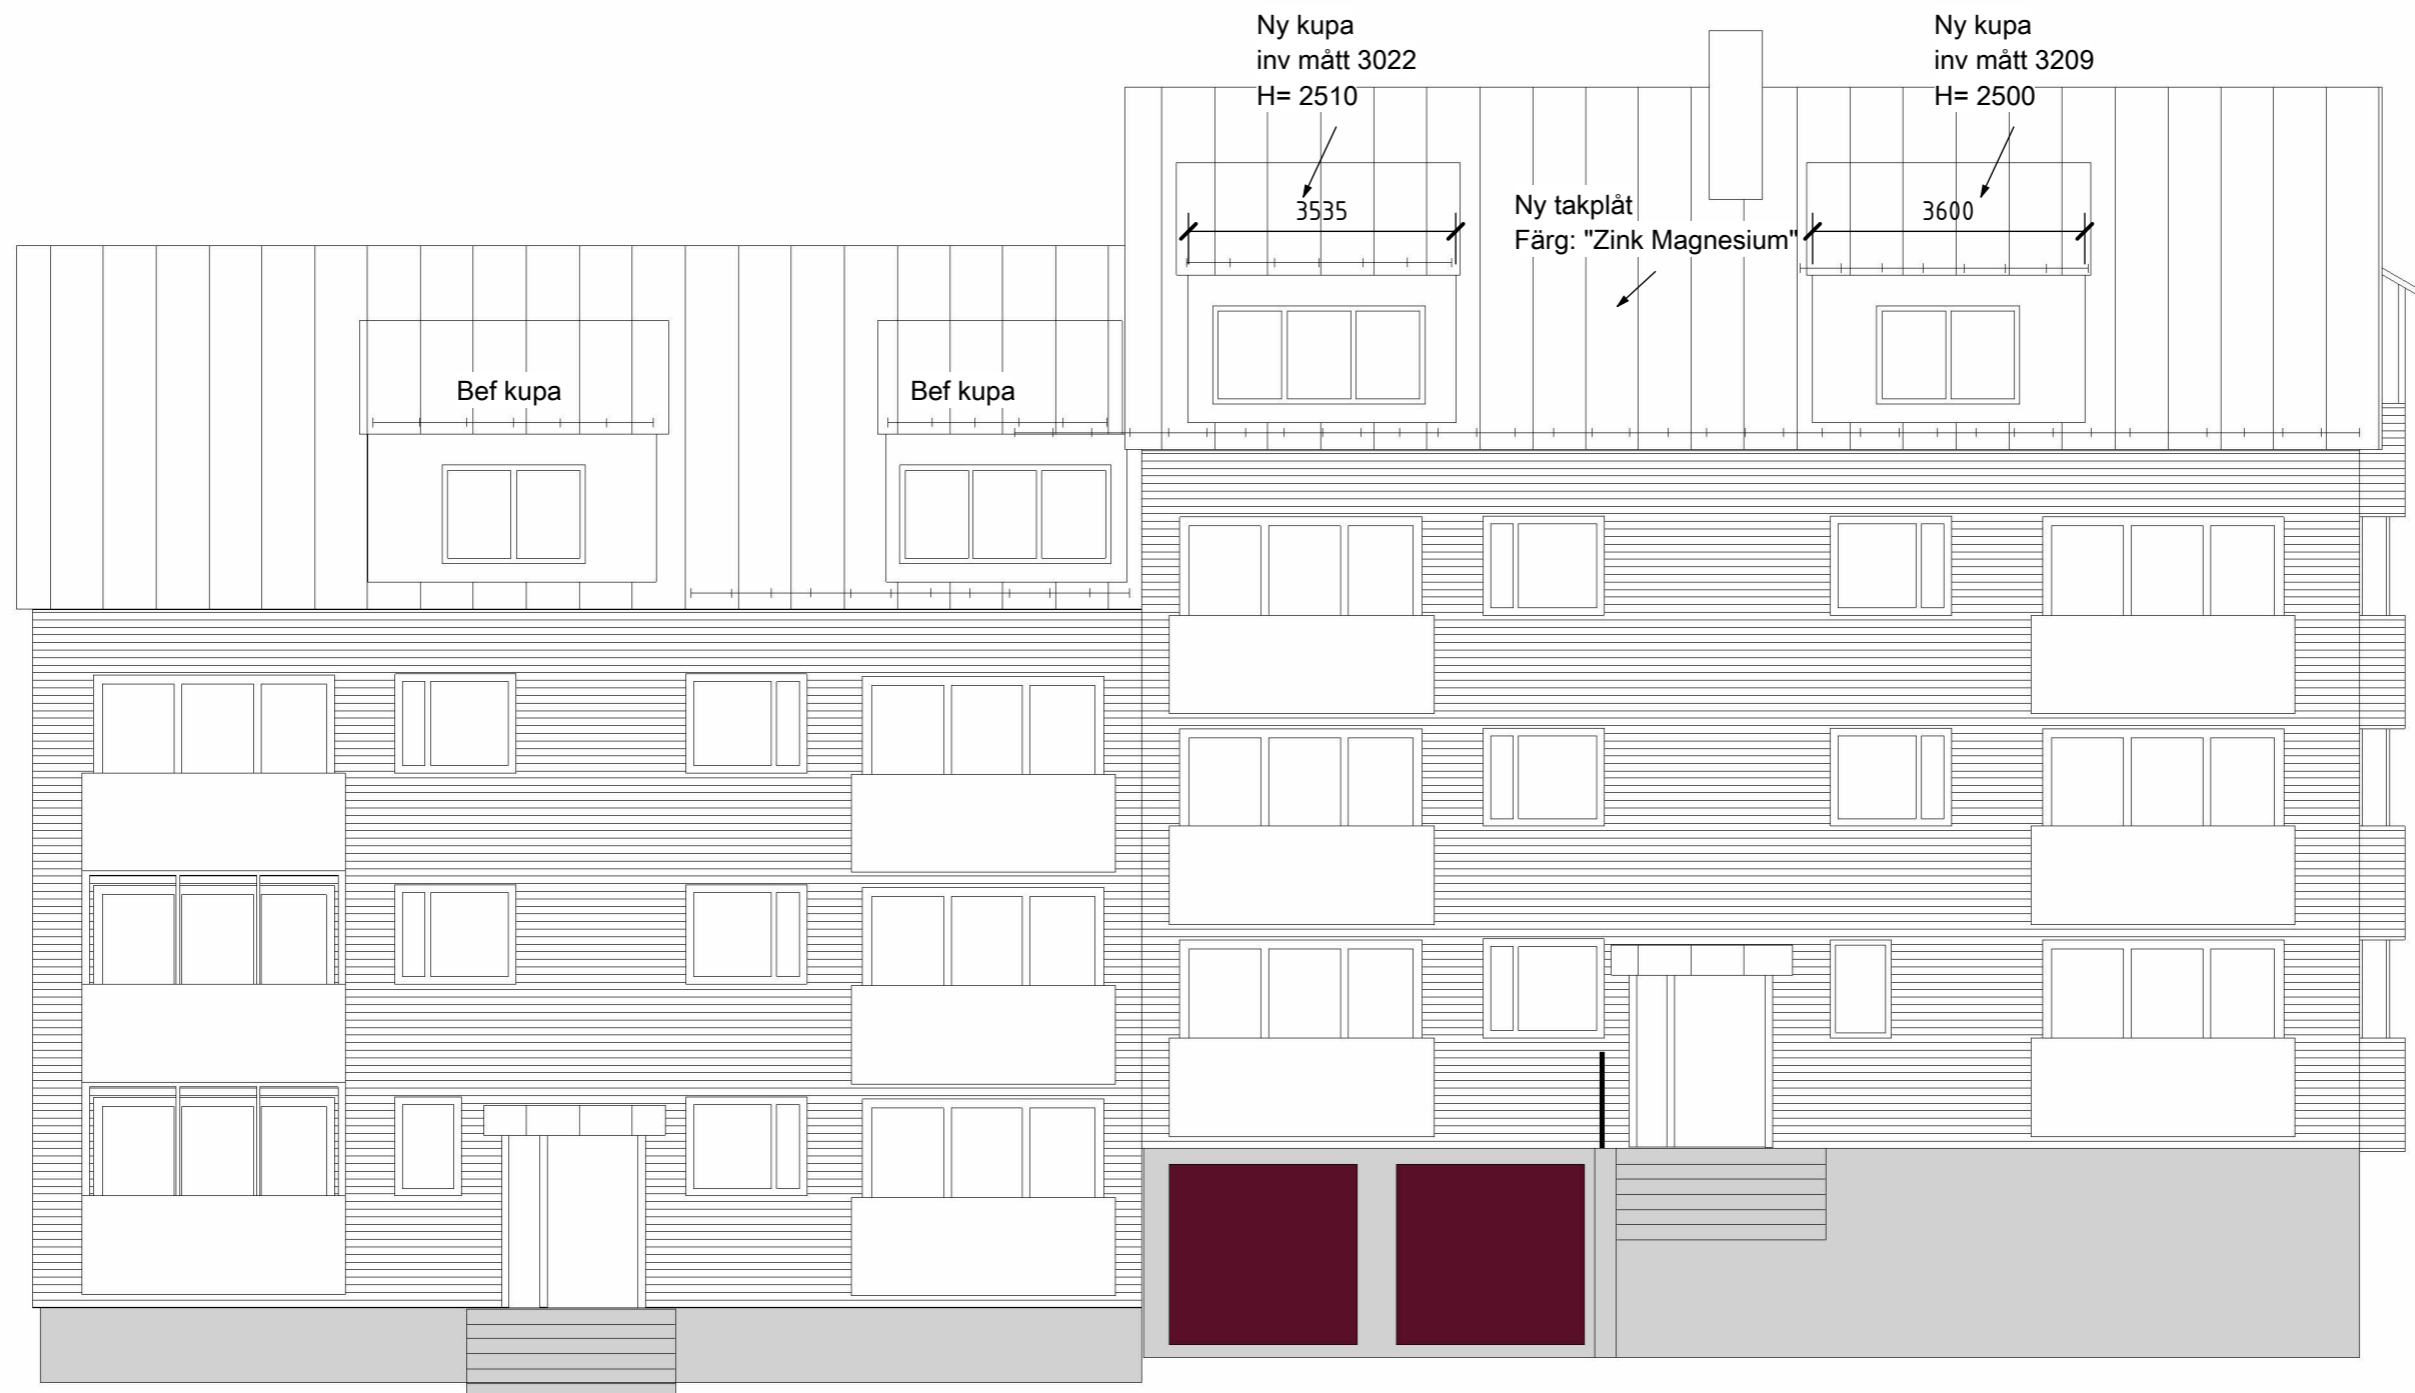 Ny kupa
inv mått 3022
H= 2510
Ny kupa
inv mått 3209
H= 2500
3535
Ny takplåt
Färg: "Zink Magnesium"
3600
Bef kupa
Bef kupa